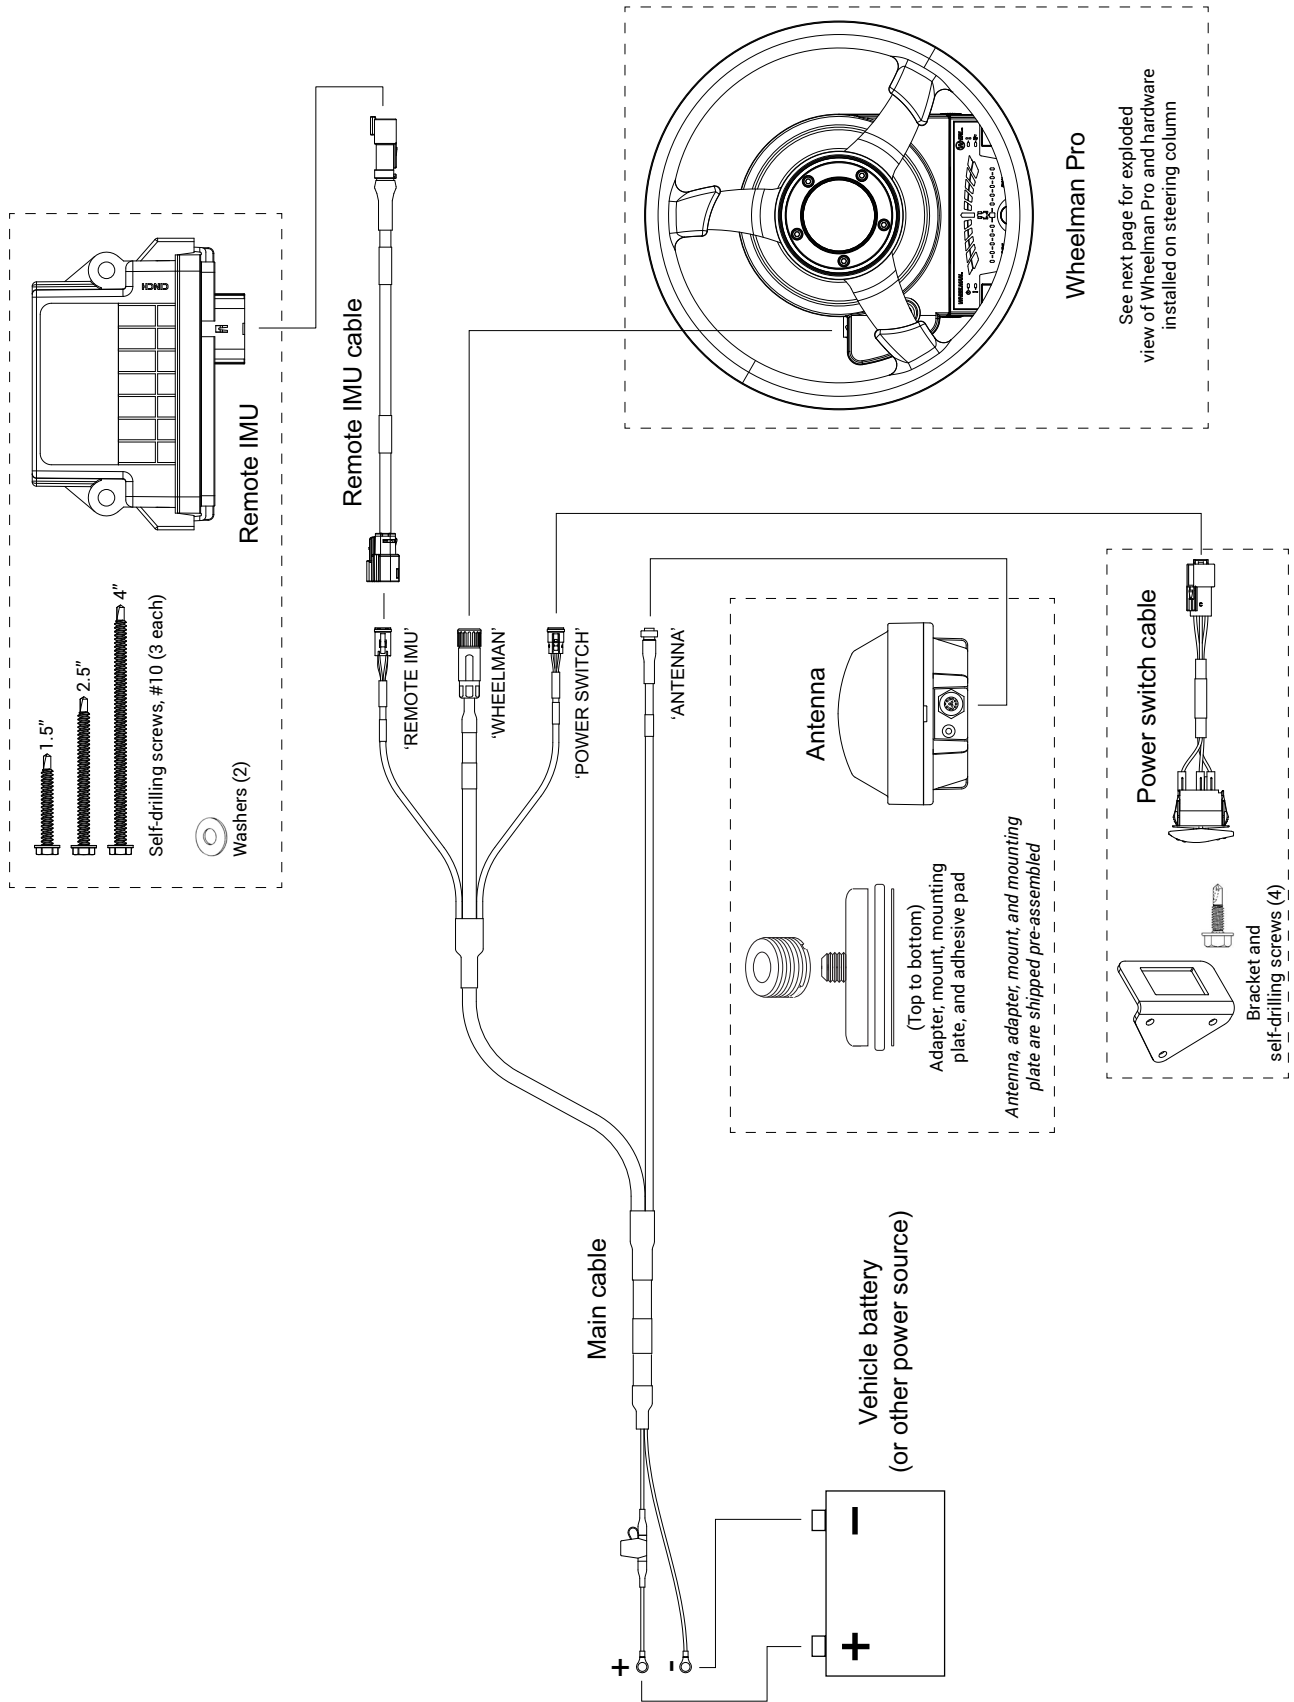 1.5”
2.5”
4”
Self-drilling screws, #10 (3 each)
Washers (2)
CINCH
Remote IMU
Remote IMU cable
‘REMOTE IMU’
‘WHEELMAN’
‘POWER SWITCH’
‘ANTENNA’
Wheelman Pro
See next page for exploded
view of Wheelman Pro and hardware
installed on steering column
Main cable
Antenna
(Top to bottom)
Adapter, mount, mounting
plate, and adhesive pad
Antenna, adapter, mount, and mounting
plate are shipped pre-assembled
Power switch cable
Bracket and
self-drilling screws (4)
Vehicle battery
(or other power source)
+
-
+
-